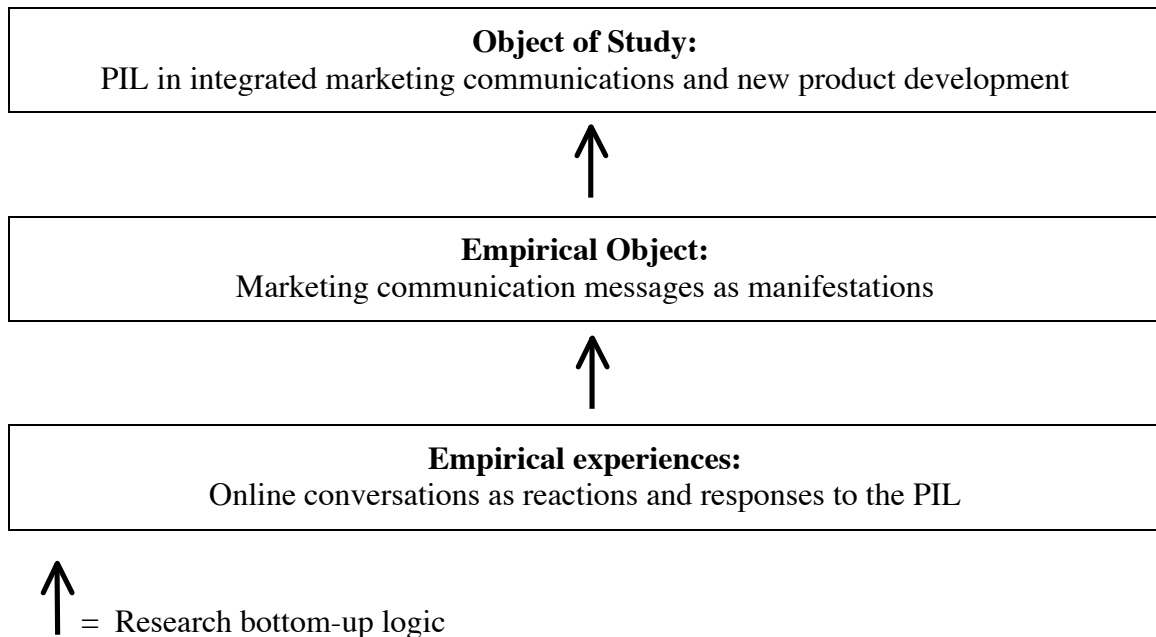 Object of Study:
PIL in integrated marketing communications and new product development
Empirical Object:
Marketing communication messages as manifestations
Empirical experiences:
Online conversations as reactions and responses to the PIL
= Research bottom-up logic